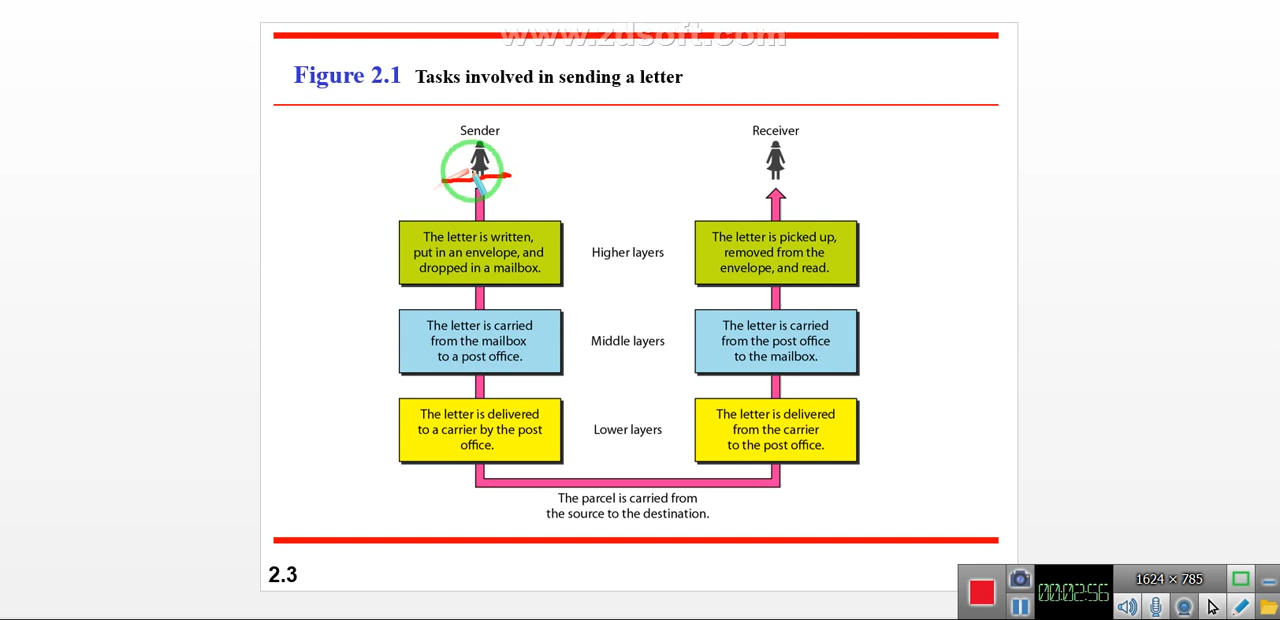 www.zdsoft.com
Figure 2.1 Tasks involved in sending a letter
Sender
Receiver
The letter is written,
put in an envelope, and
dropped in a mailbox.
Higher layers
The letter is picked up,
removed from the
envelope, and read.
The letter is carried
from the mailbox
to a post office.
Middle layers
The letter is carried
from the post office
to the mailbox.
The letter is delivered
to a carrier by the post
office.
Lower layers
The letter is delivered
from the carrier
to the post office.
The parcel is carried from
the source to the destination.
2.3
1624 × 785
00:02:56